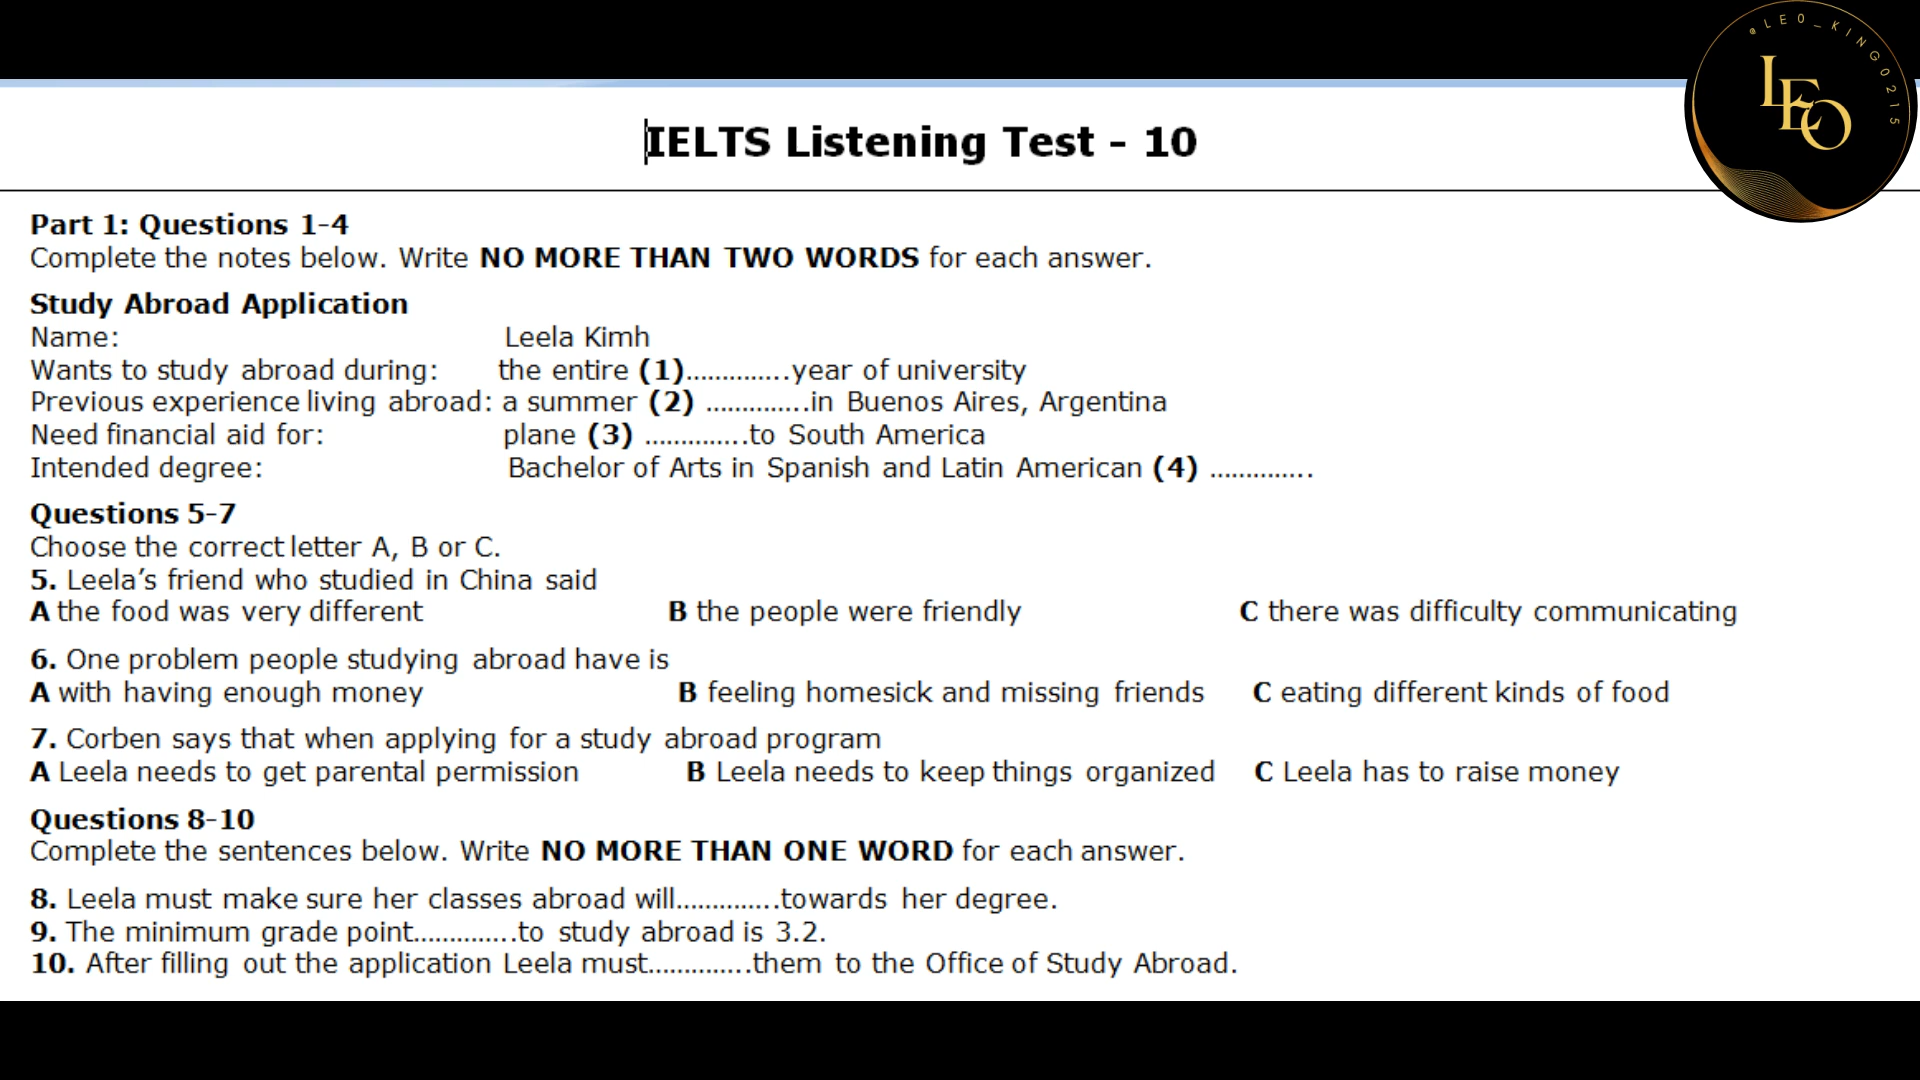 @LEO_KING0215
LEO
IELTS Listening Test - 10
Part 1: Questions 1-4
Complete the notes below. Write NO MORE THAN TWO WORDS for each answer.
Study Abroad Application
Name: Leela Kimh
Wants to study abroad during: the entire (1)..............year of university
Previous experience living abroad: a summer (2) ..............in Buenos Aires, Argentina
Need financial aid for: plane (3) ..............to South America
Intended degree: Bachelor of Arts in Spanish and Latin American (4) ..............
Questions 5-7
Choose the correct letter A, B or C.
5. Leela’s friend who studied in China said
A the food was very different B the people were friendly C there was difficulty communicating
6. One problem people studying abroad have is
A with having enough money B feeling homesick and missing friends C eating different kinds of food
7. Corben says that when applying for a study abroad program
A Leela needs to get parental permission B Leela needs to keep things organized C Leela has to raise money
Questions 8-10
Complete the sentences below. Write NO MORE THAN ONE WORD for each answer.
8. Leela must make sure her classes abroad will..............towards her degree.
9. The minimum grade point..............to study abroad is 3.2.
10. After filling out the application Leela must..............them to the Office of Study Abroad.